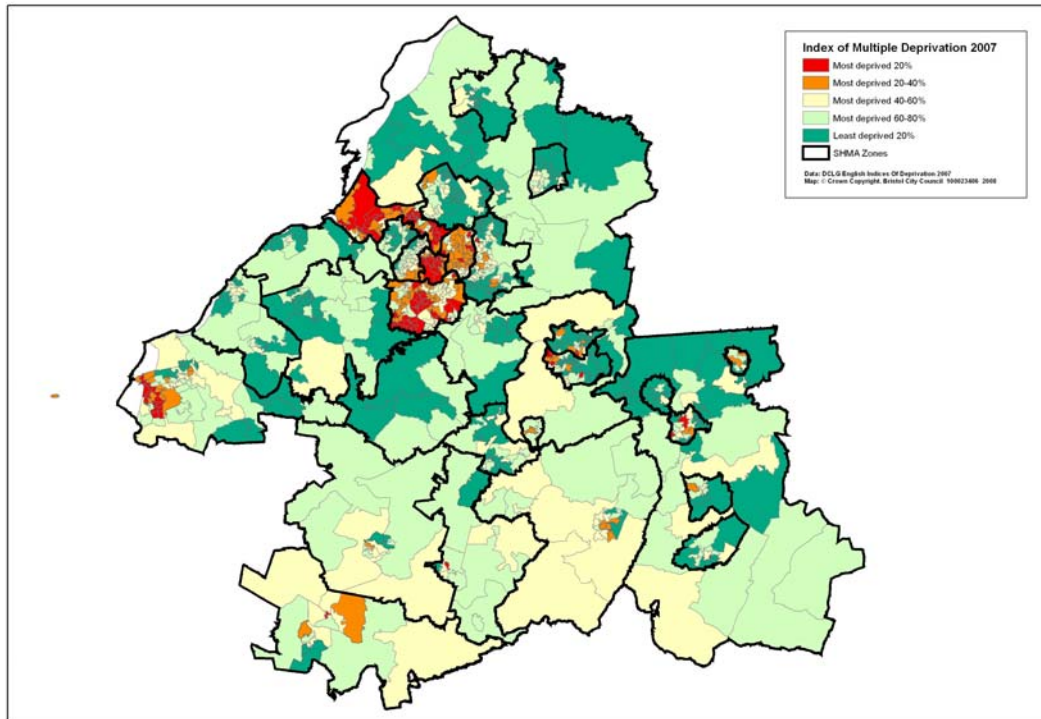 Index of Multiple Deprivation 2007
Most deprived 20%
Most deprived 20-40%
Most deprived 40-60%
Most deprived 60-80%
Least deprived 20%
SHMA Zones
Data: DCLG English Indices Of Deprivation 2007
Map: © Crown Copyright. Bristol City Council 100023406 2008